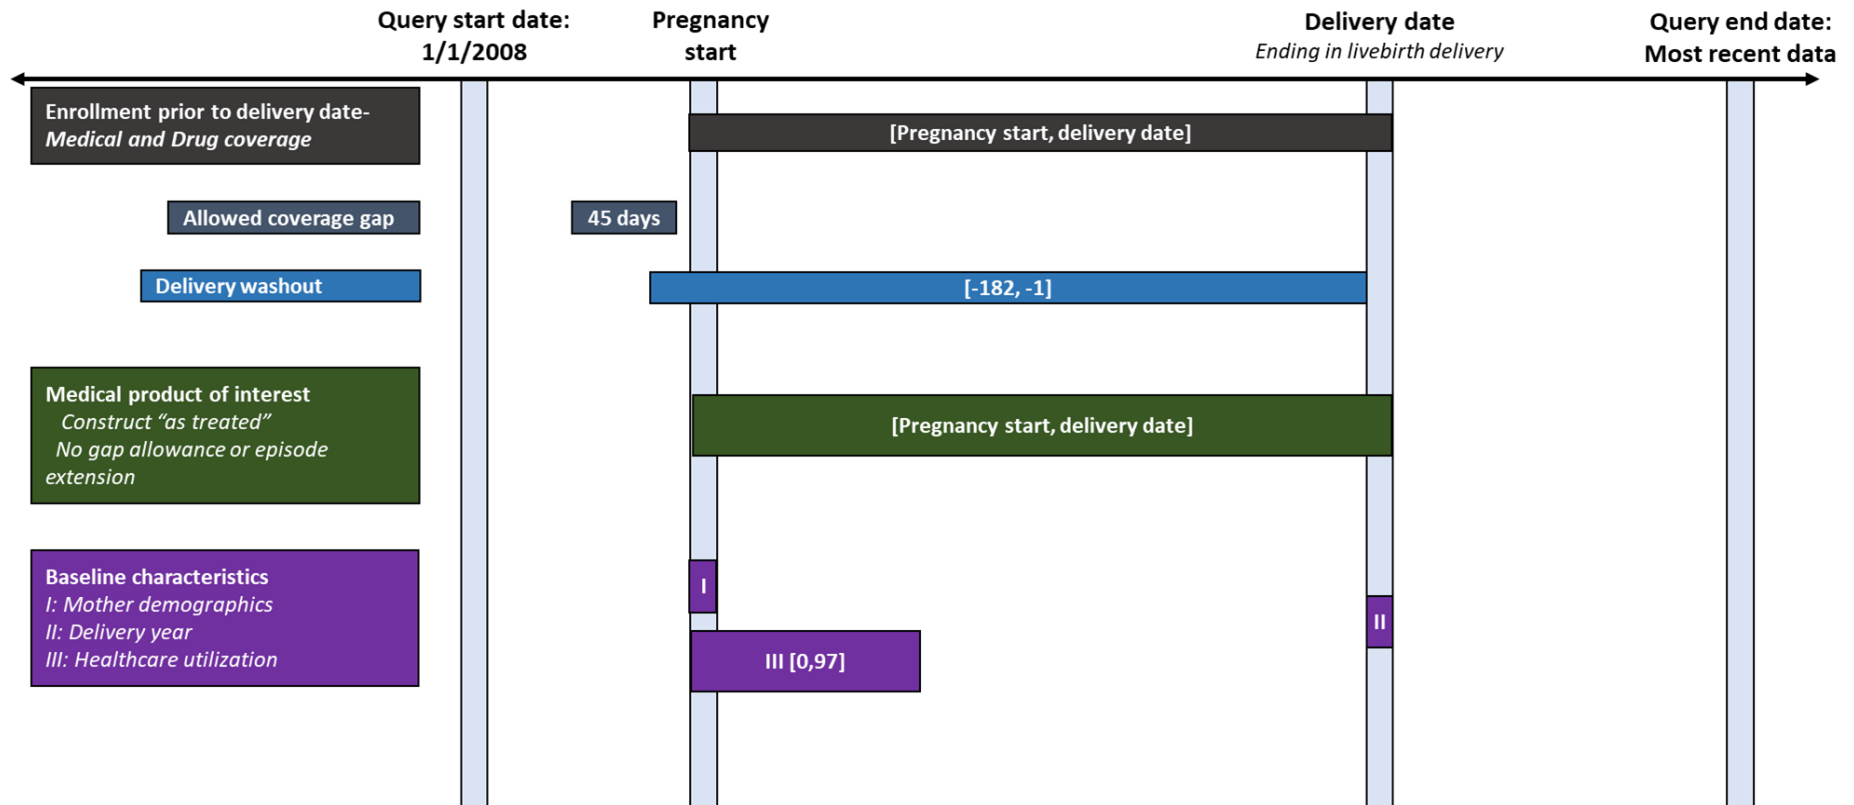 Query start date:
1/1/2008
Pregnancy
start
Delivery date
Ending in livebirth delivery
Query end date:
Most recent data
Enrollment prior to delivery date-
Medical and Drug coverage
[Pregnancy start, delivery date]
Allowed coverage gap
45 days
Delivery washout
[-182, -1]
Medical product of interest
Construct “as treated”
No gap allowance or episode
extension
[Pregnancy start, delivery date]
Baseline characteristics
I: Mother demographics
II: Delivery year
III: Healthcare utilization
I
II
III [0,97]